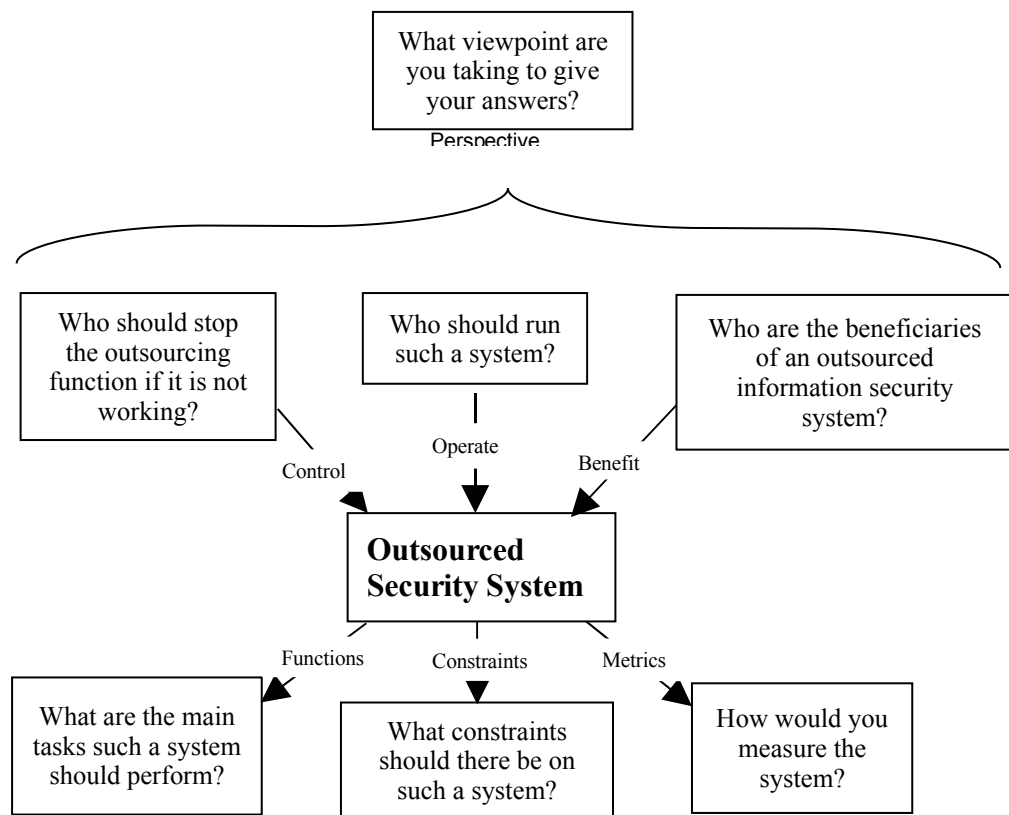 What viewpoint are
you taking to give
your answers?
Perspective
Who should stop
the outsourcing
function if it is not
working?
Who should run
such a system?
Who are the beneficiaries
of an outsourced
information security
system?
Control
Operate
Benefit
Outsourced
Security System
Functions
Constraints
Metrics
What are the main
tasks such a system
should perform?
What constraints
should there be on
such a system?
How would you
measure the
system?